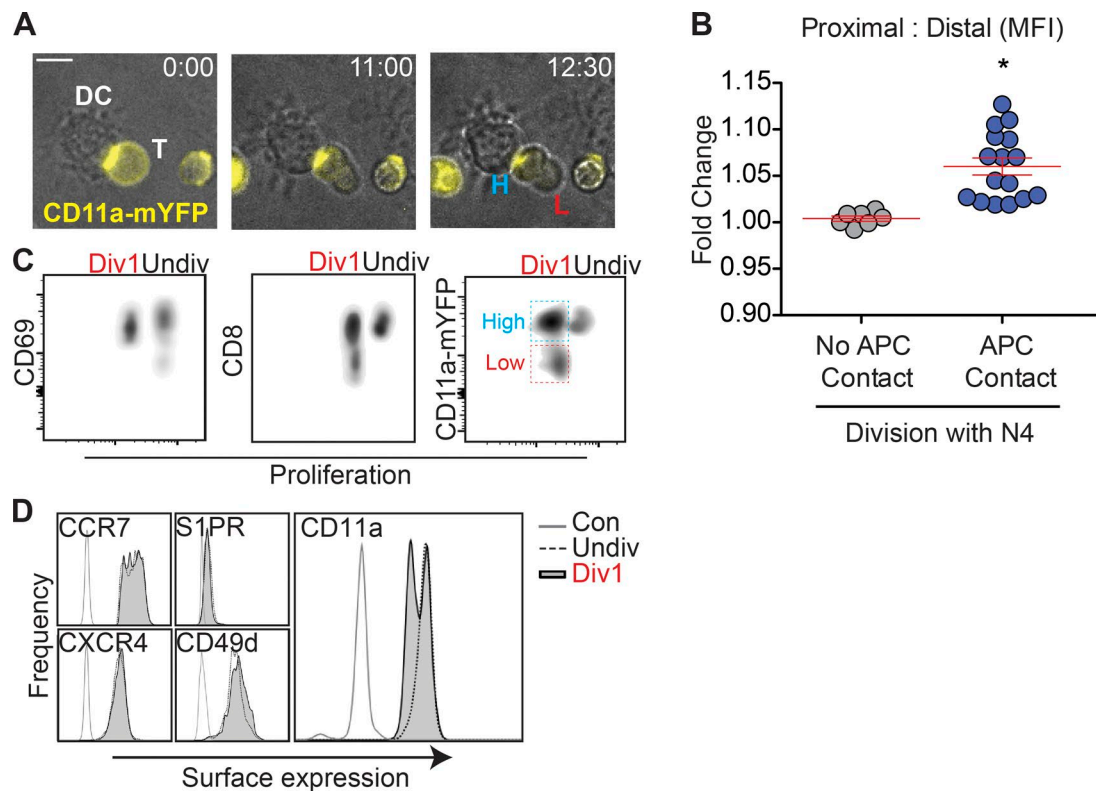 A
0:00
11:00
12:30
DC
T
CD11a-mYFP
H
L
B
Proximal : Distal (MFI)
*
Fold Change
1.15
1.10
1.05
1.00
0.95
0.90
No APC
Contact
APC
Contact
Division with N4
C
Div1Undiv
Div1Undiv
Div1Undiv
CD69
CD8
CD11a-mYFP
High
Low
Proliferation
D
CCR7
S1PR
CD11a
CXCR4
CD49d
Frequency
Con
Undiv
Div1
Surface expression